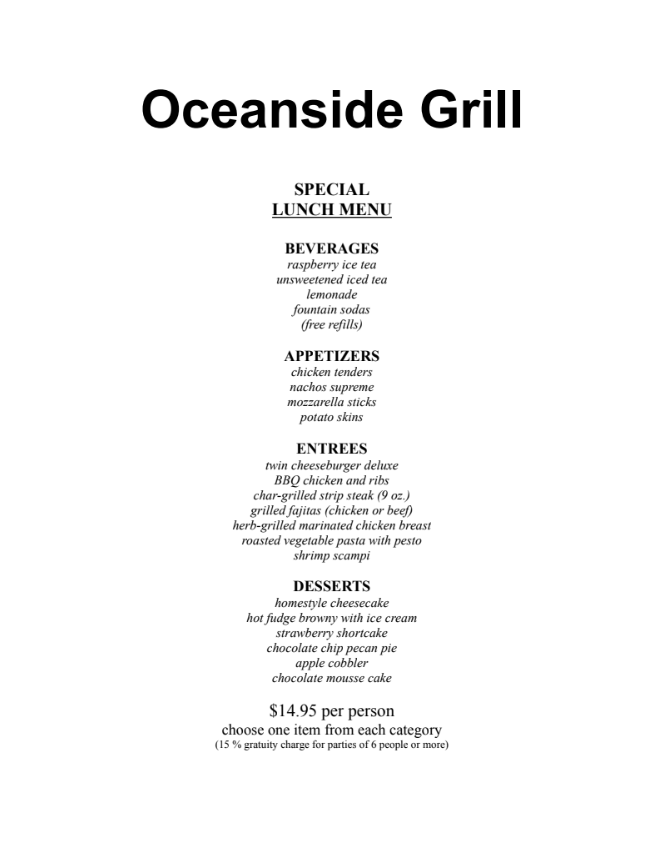 Oceanside Grill
SPECIAL
LUNCH MENU
BEVERAGES
raspberry ice tea
unsweetened iced tea
lemonade
fountain sodas
(free refills)
APPETIZERS
chicken tenders
nachos supreme
mozzarella sticks
potato skins
ENTREES
twin cheeseburger deluxe
BBQ chicken and ribs
char-grilled strip steak (9 oz.)
grilled fajitas (chicken or beef)
herb-grilled marinated chicken breast
roasted vegetable pasta with pesto
shrimp scampi
DESSERTS
homestyle cheesecake
hot fudge browny with ice cream
strawberry shortcake
chocolate chip pecan pie
apple cobbler
chocolate mousse cake
$14.95 per person
choose one item from each category
(15 % gratuity charge for parties of 6 people or more)